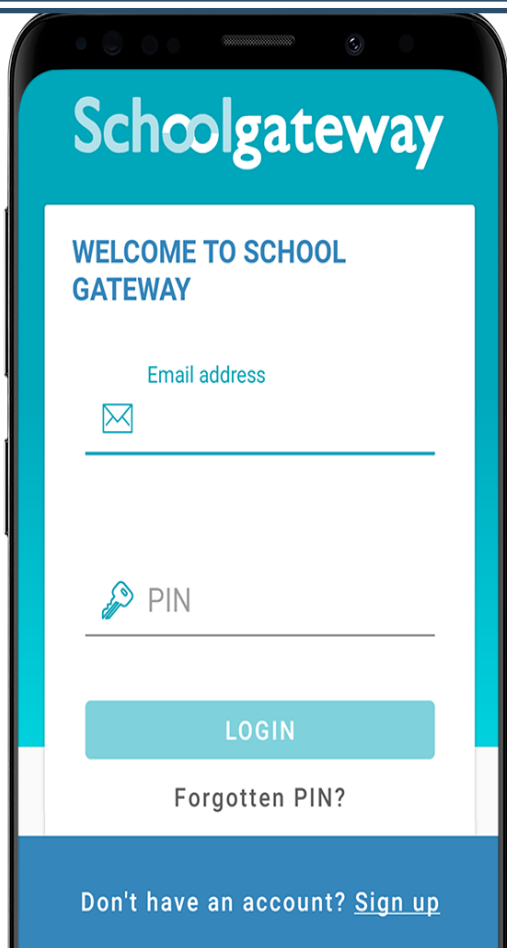 Schoolgateway
WELCOME TO SCHOOL
GATEWAY
Email address
PIN
LOGIN
Forgotten PIN?
Don't have an account? Sign up